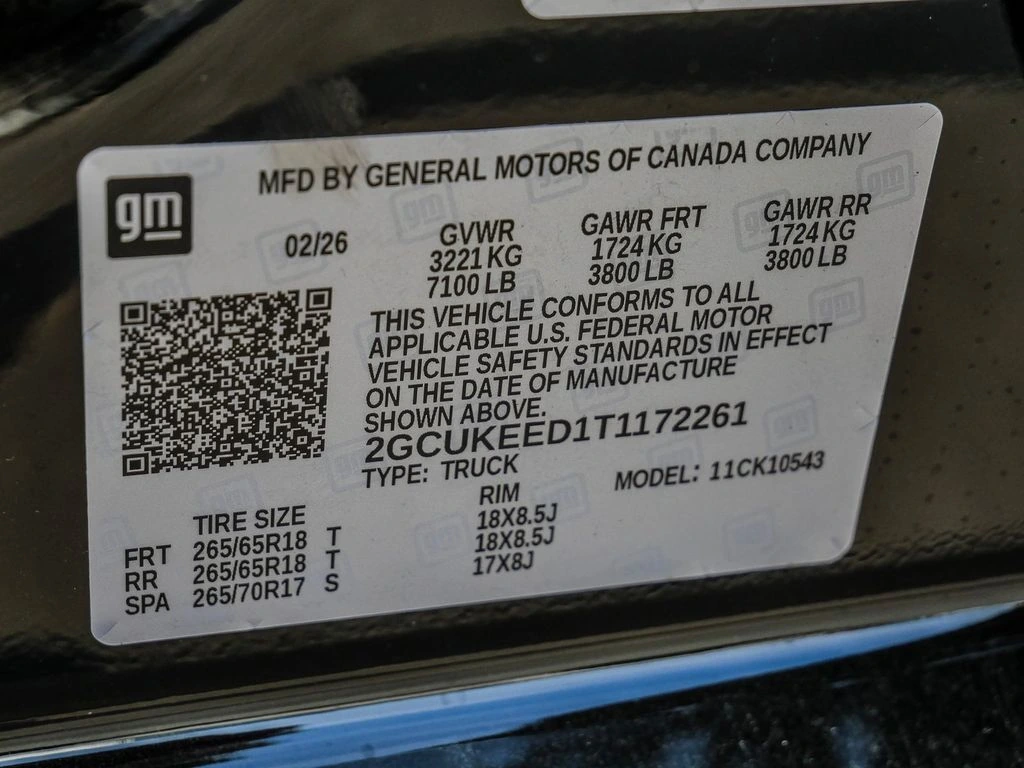 gm
MFD BY GENERAL MOTORS OF CANADA COMPANY
02/26
GVWR
3221 KG
7100 LB
GAWR FRT
1724 KG
3800 LB
GAWR RR
1724 KG
3800 LB
THIS VEHICLE CONFORMS TO ALL
APPLICABLE U.S. FEDERAL MOTOR
VEHICLE SAFETY STANDARDS IN EFFECT
ON THE DATE OF MANUFACTURE
SHOWN ABOVE.
2GCUKEED1T1172261
TYPE: TRUCK MODEL: 11CK10543
TIRE SIZE RIM
FRT 265/65R18 T 18X8.5J
RR 265/65R18 T 18X8.5J
SPA 265/70R17 S 17X8J